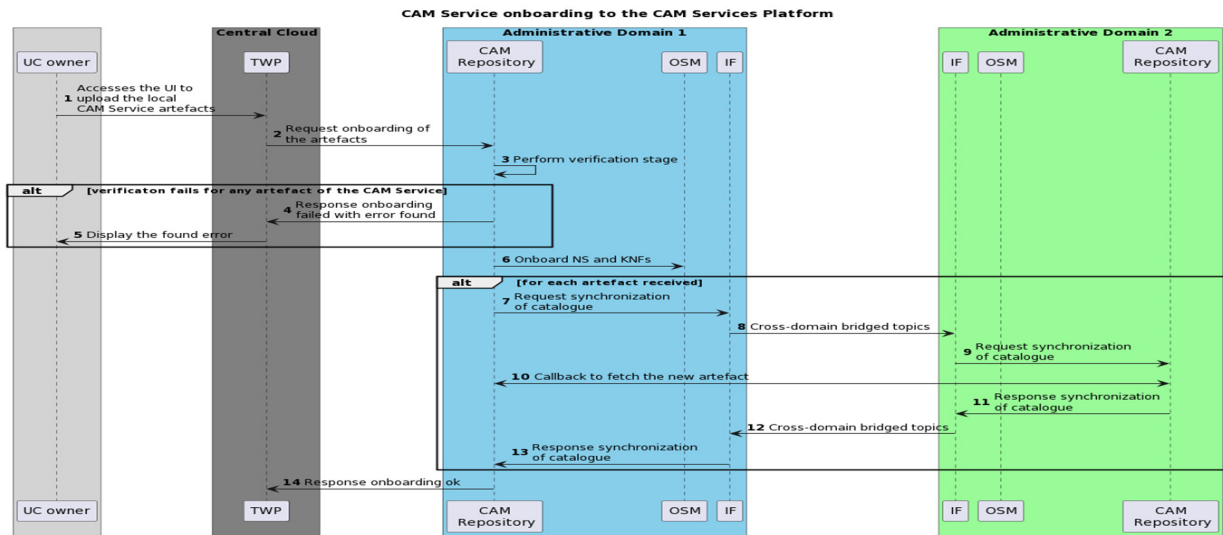 CAM Service onboarding to the CAM Services Platform
Central Cloud
Administrative Domain 1
Administrative Domain 2
UC owner
TWP
CAM
Repository
OSM
IF
IF
OSM
CAM
Repository
Accesses the UI to
1 upload the local
CAM Service artefacts
2 Request onboarding of
the artefacts
3 Perform verification stage
alt [verificaton fails for any artefact of the CAM Service]
4 Response onboarding
failed with error found
5 Display the found error
6 Onboard NS and KNFs
alt [for each artefact received]
7 Request synchronization
of catalogue
8 Cross-domain bridged topics
9 Request synchronization
of catalogue
10 Callback to fetch the new artefact
11 Response synchronization
of catalogue
12 Cross-domain bridged topics
13 Response synchronization
of catalogue
14 Response onboarding ok
UC owner
TWP
CAM
Repository
OSM
IF
IF
OSM
CAM
Repository